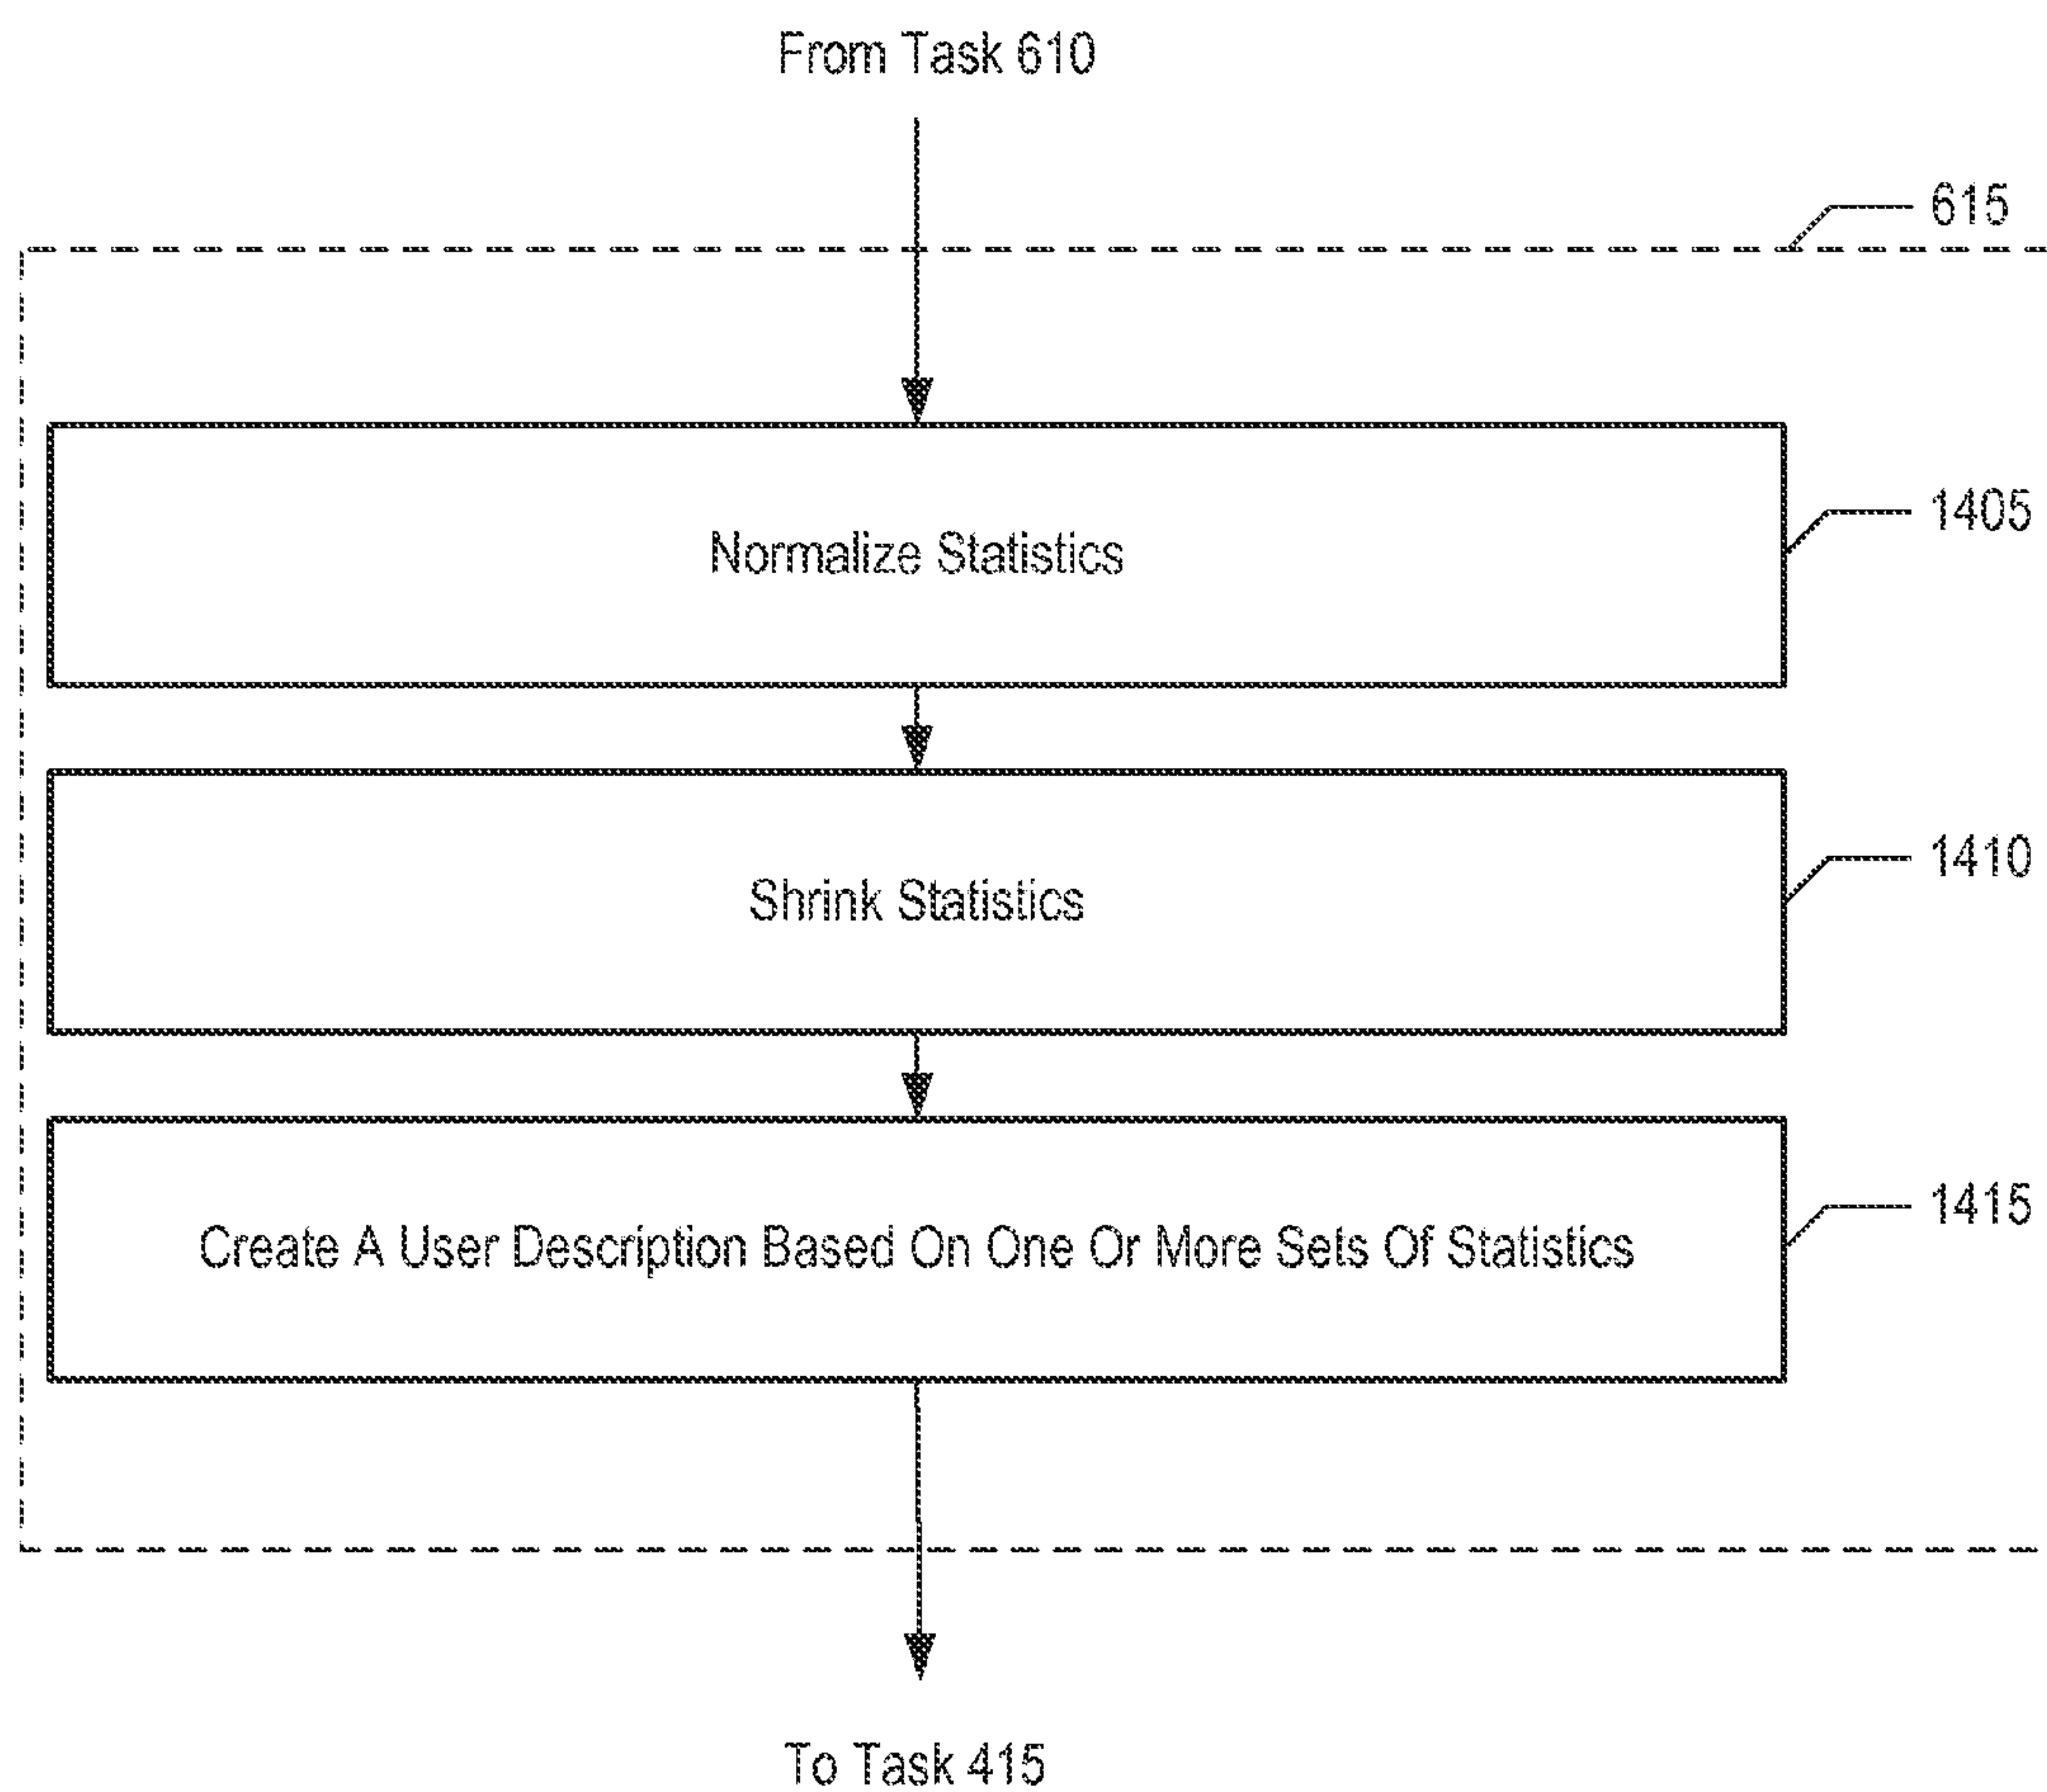 From Task 610
615
Normalize Statistics
1405
Shrink Statistics
1410
Create A User Description Based On One Or More Sets Of Statistics
1415
To Task 415